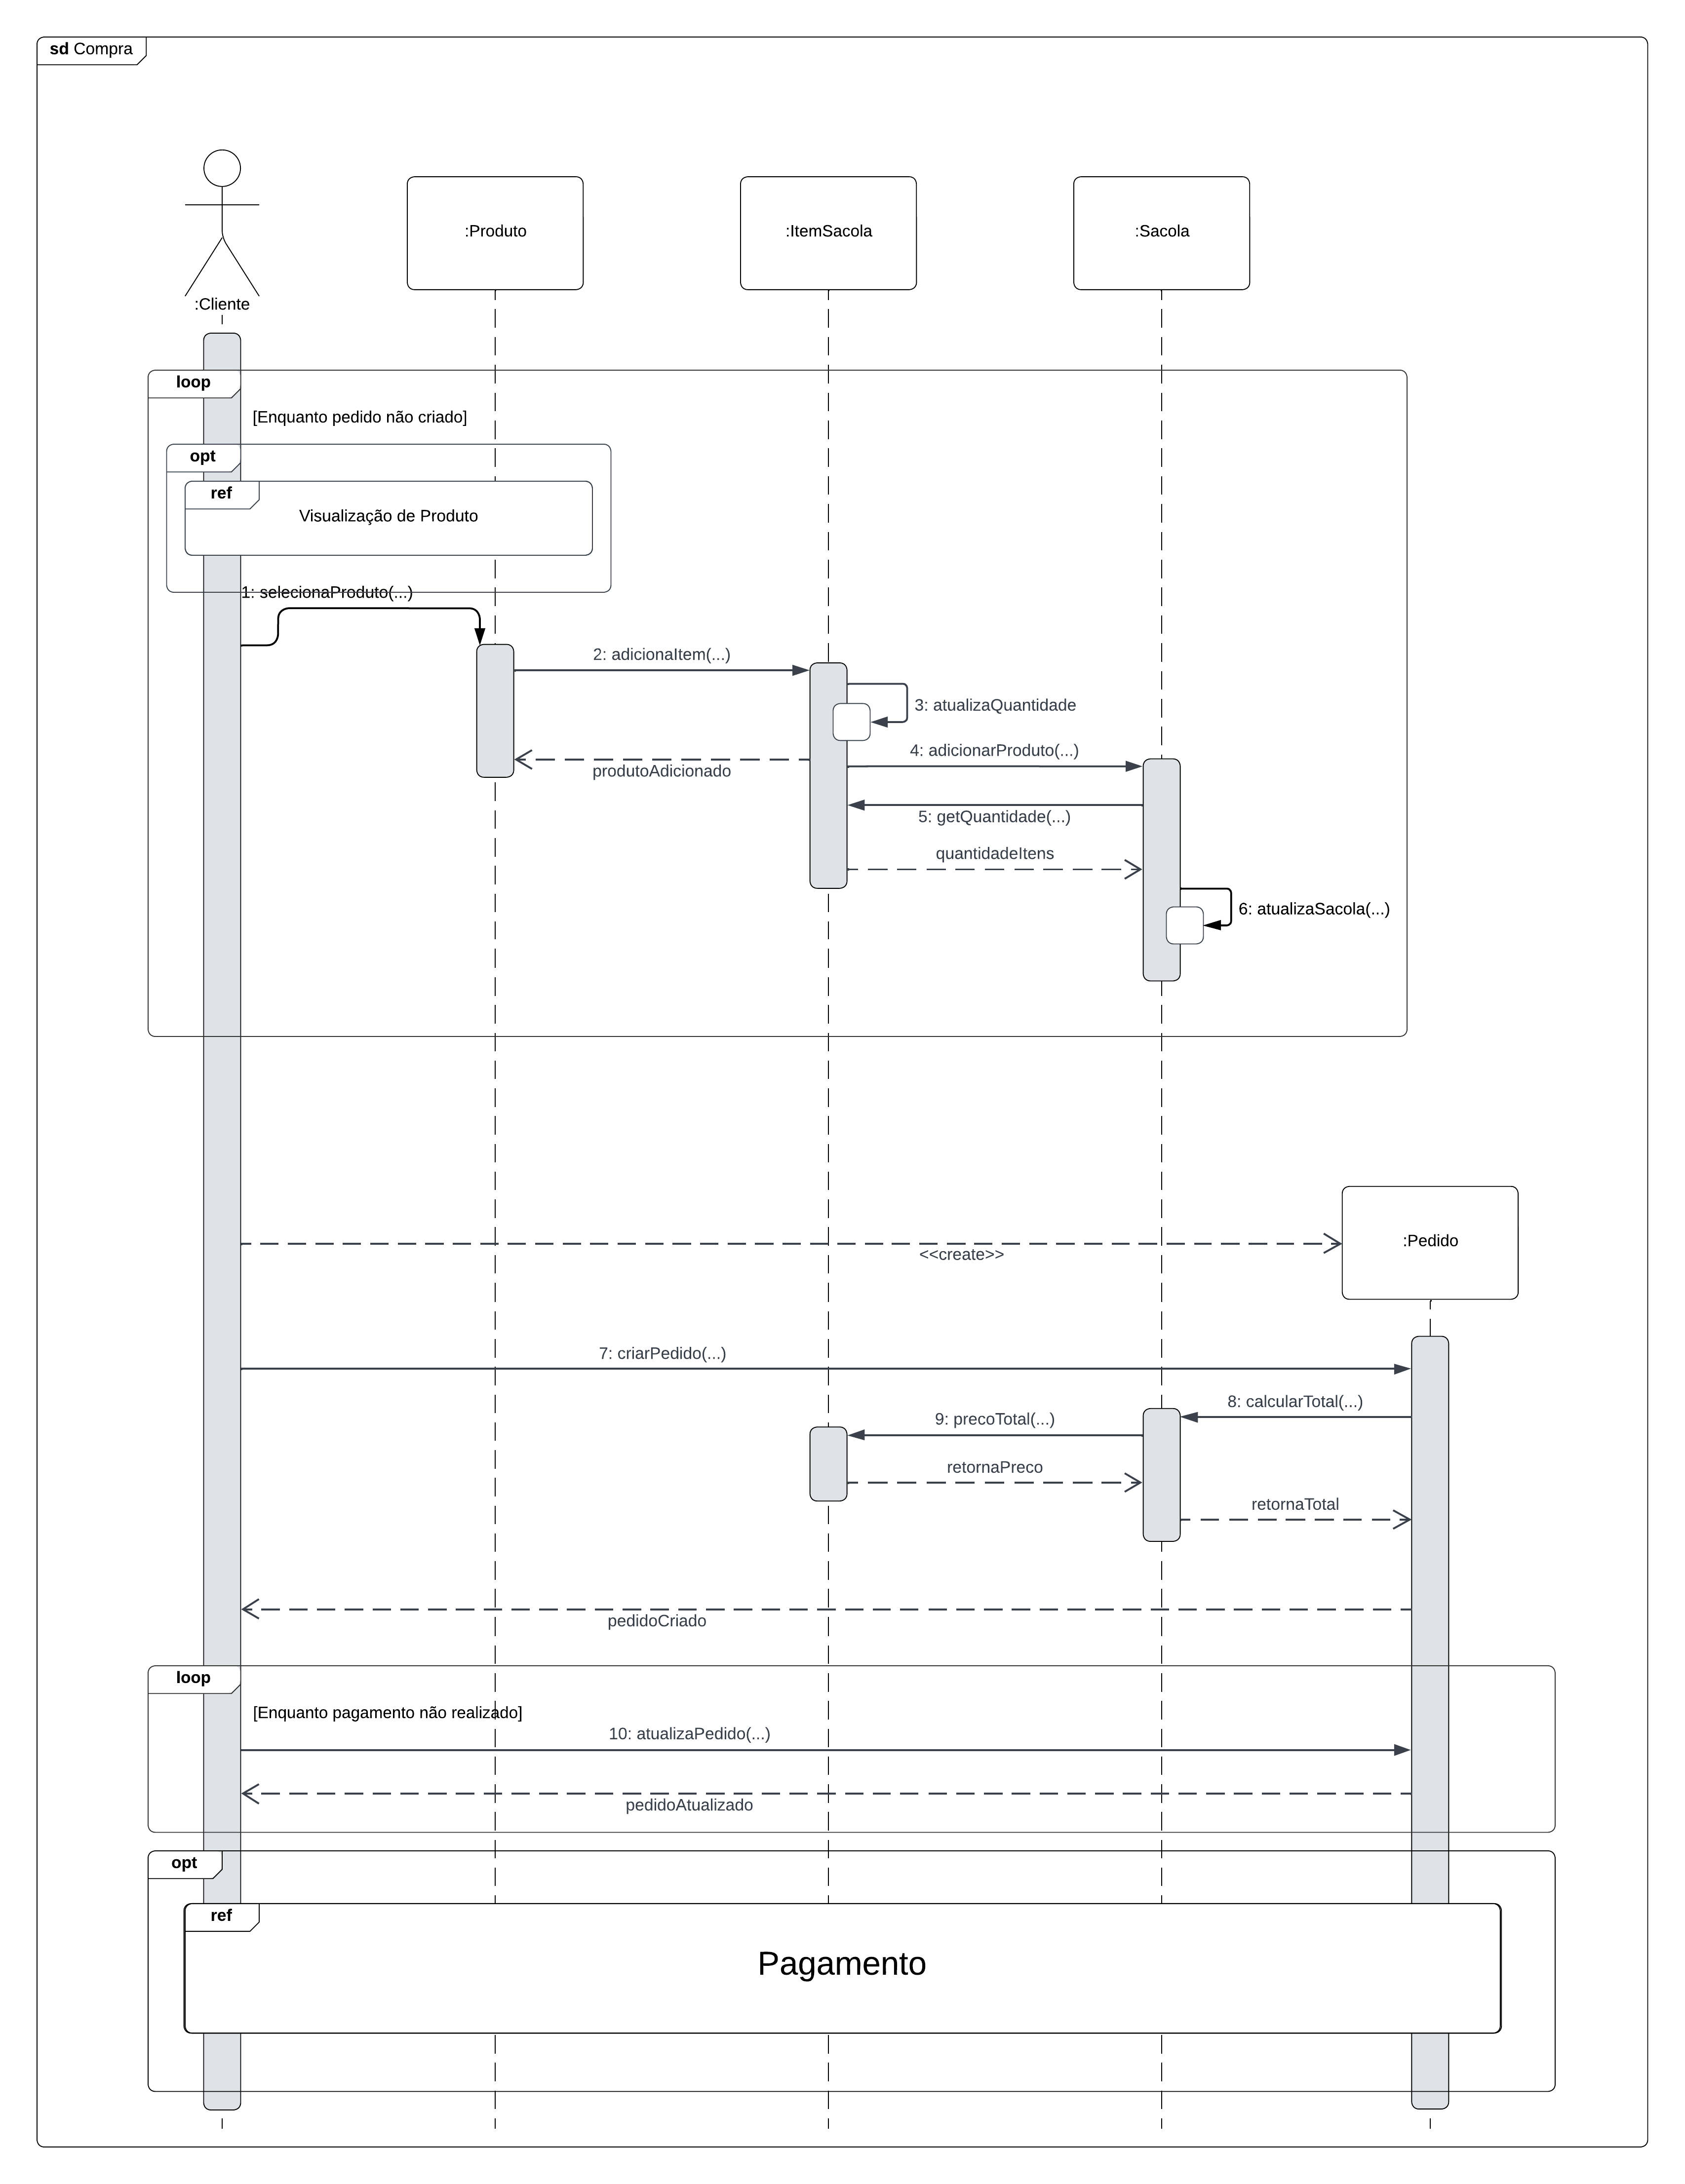 sd Compra
:Cliente
:Produto
:ItemSacola
:Sacola
loop
[Enquanto pedido não criado]
opt
ref
Visualização de Produto
1: selecionaProduto(...)
2: adicionaItem(...)
3: atualizaQuantidade
4: adicionarProduto(...)
produtoAdicionado
5: getQuantidade(...)
quantidadeItens
6: atualizaSacola(...)
:Pedido
<<create>>
7: criarPedido(...)
8: calcularTotal(...)
9: precoTotal(...)
retornaPreco
retornaTotal
pedidoCriado
loop
[Enquanto pagamento não realizado]
10: atualizaPedido(...)
pedidoAtualizado
opt
ref
Pagamento